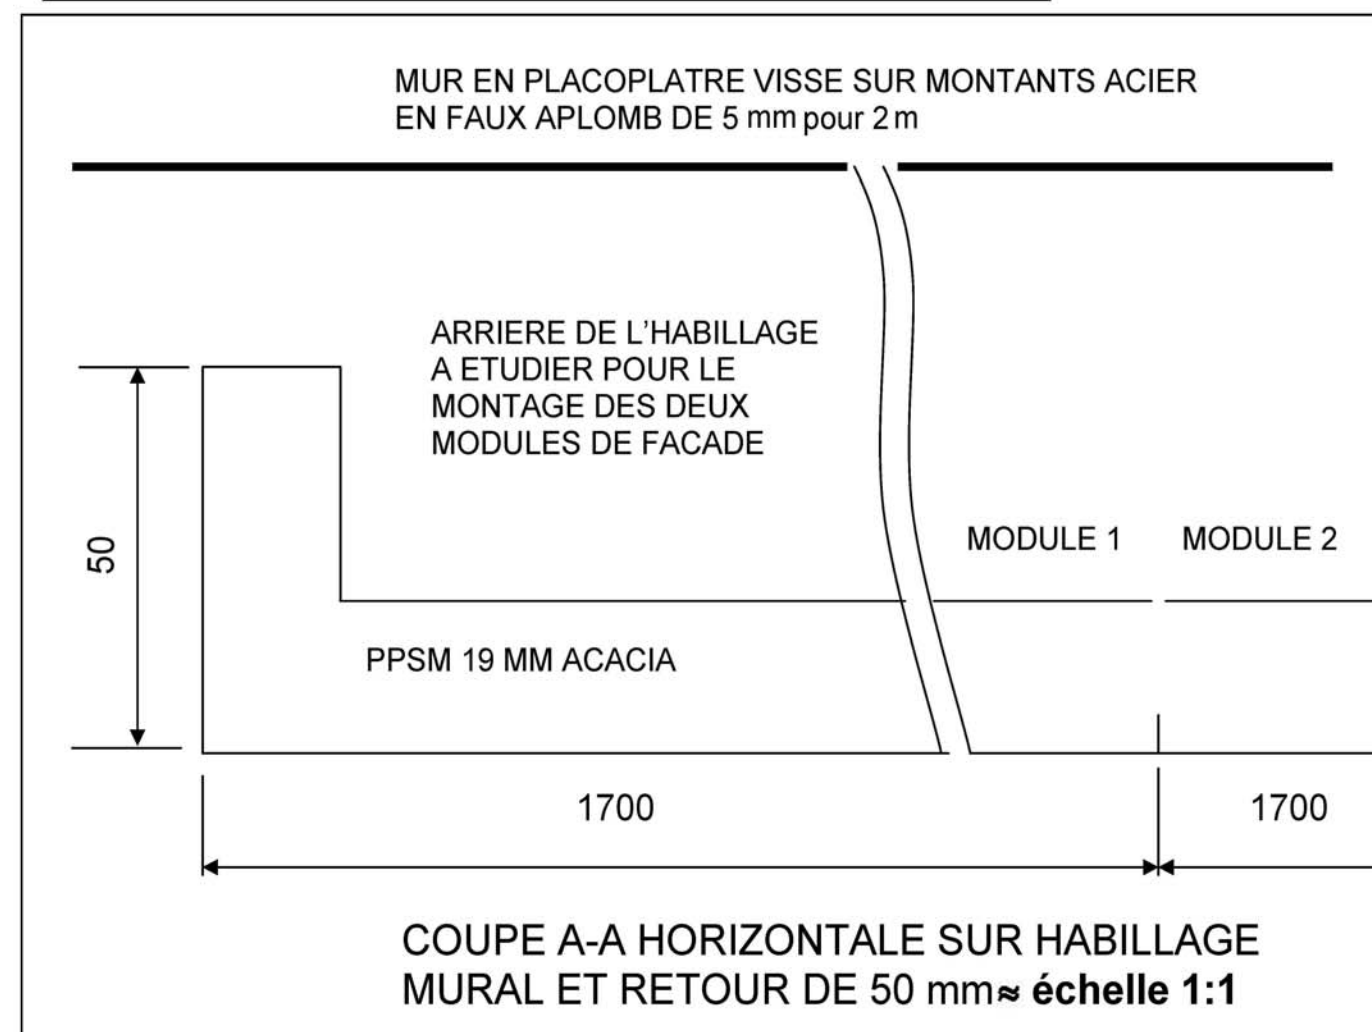 MUR EN PLACOPLATRE VISSE SUR MONTANTS ACIER
EN FAUX APLOMB DE 5 mm pour 2 m
ARRIERE DE L'HABILLAGE
A ETUDIER POUR LE
MONTAGE DES DEUX
MODULES DE FACADE
50
MODULE 1
MODULE 2
PPSM 19 MM ACACIA
1700
1700
COUPE A-A HORIZONTALE SUR HABILLAGE
MURAL ET RETOUR DE 50 mm≈ échelle 1:1